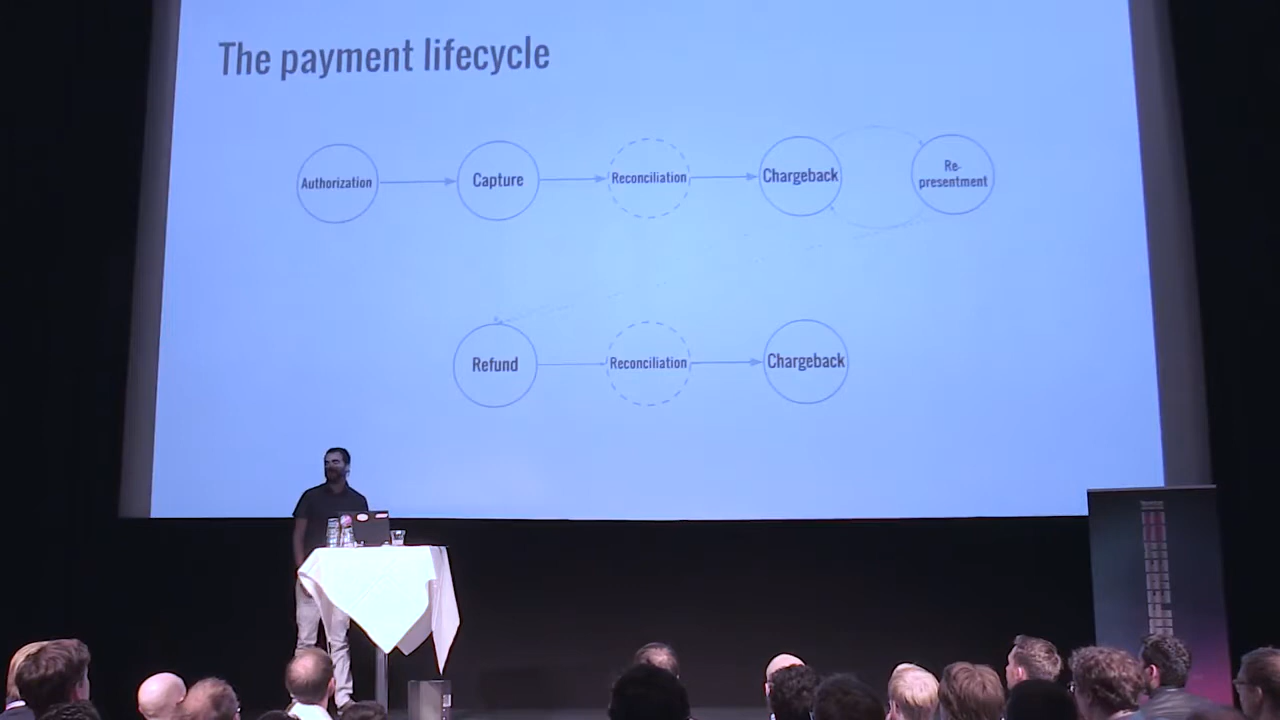 The payment lifecycle
Authorization
Capture
Reconciliation
Chargeback
Re-
presentment
Refund
Reconciliation
Chargeback